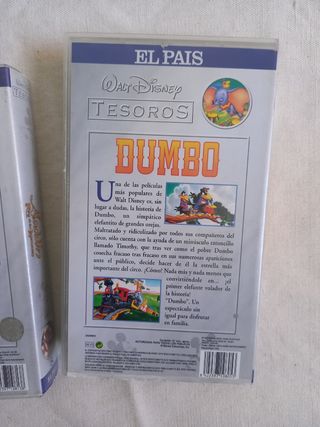 EL PAIS
WALT DISNEY
TESOROS
DUMBO
Una de las películas
más populares de
Walt Disney es, sin
lugar a dudas, la historia de
Dumbo, un simpático
elefantito de grandes orejas.
Maltratado y ridiculizado por todos sus compañeros del
circo, sólo cuenta con la ayuda de un minúsculo ratoncillo
llamado Timothy, que tras ver como el pobre Dumbo
cosecha fracaso tras fracaso en sus numerosas apariciones
ante el público, decide hacer de él la estrella más
importante del circo. ¿Cómo? Nada más y nada menos que
convirtiéndole en... ¡el
primer elefante volador de
la historia!
"Dumbo". Un
espectáculo sin
igual para disfrutar
en familia.